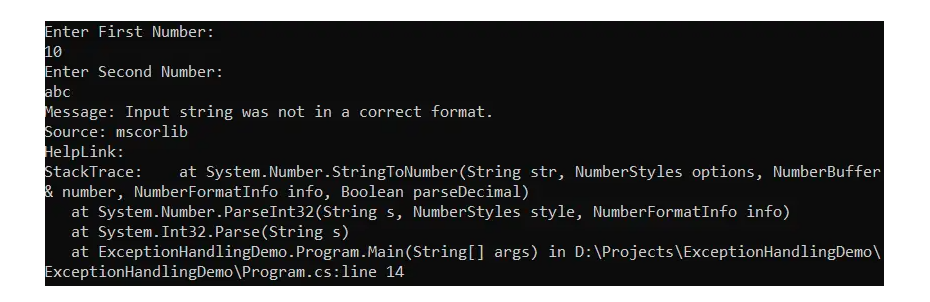 Enter First Number:
10
Enter Second Number:
abc
Message: Input string was not in a correct format.
Source: mscorlib
HelpLink:
StackTrace:    at System.Number.StringToNumber(String str, NumberStyles options, NumberBuffer
& number, NumberFormatInfo info, Boolean parseDecimal)
   at System.Number.ParseInt32(String s, NumberStyles style, NumberFormatInfo info)
   at System.Int32.Parse(String s)
   at ExceptionHandlingDemo.Program.Main(String[] args) in D:\Projects\ExceptionHandlingDemo\
ExceptionHandlingDemo\Program.cs:line 14